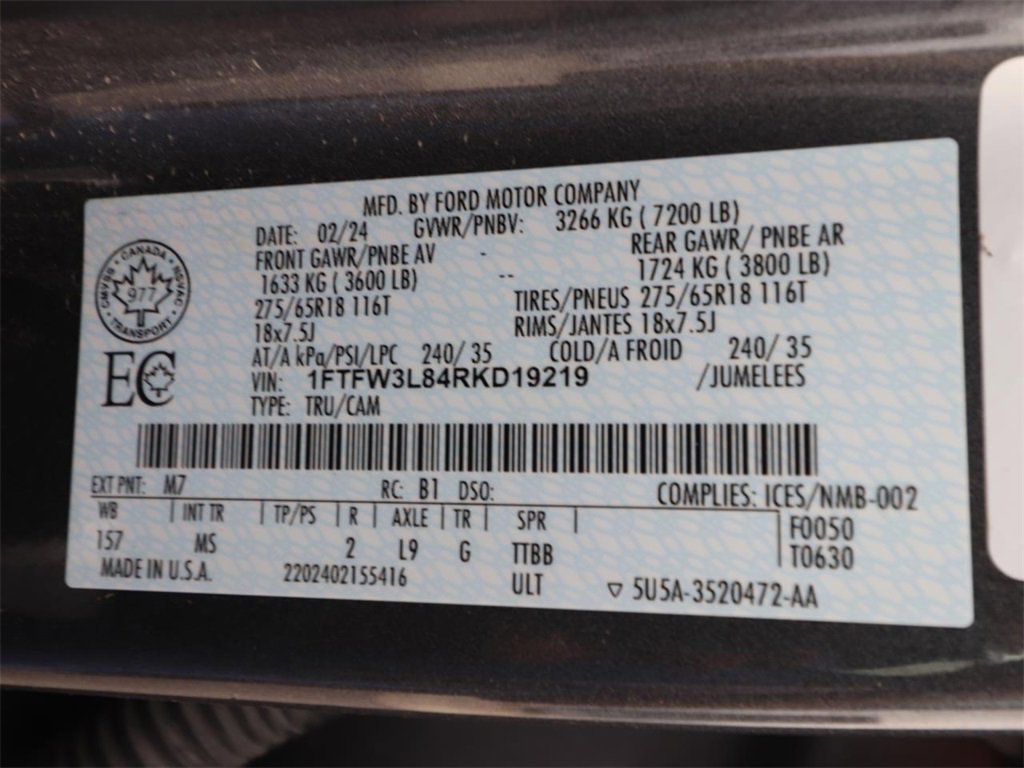 MFD. BY FORD MOTOR COMPANY
DATE: 02/24 GVWR/PNBV: 3266 KG ( 7200 LB)
FRONT GAWR/PNBE AV - REAR GAWR/ PNBE AR
1633 KG ( 3600 LB) -- 1724 KG ( 3800 LB)
275/65R18 116T TIRES/PNEUS 275/65R18 116T
18x7.5J RIMS/JANTES 18x7.5J
AT/A kPa/PSI/LPC 240/ 35 COLD/A FROID 240/ 35
VIN: 1FTFW3L84RKD19219 /JUMELEES
TYPE: TRU/CAM
CANADA
CMVSS NSVAC
977
TRANSPORT
EC
EXT PNT: M7 RC: B1 DSO: COMPLIES: ICES/NMB-002
WB | INT TR | TP/PS | R | AXLE | TR | SPR | F0050
157 MS 2 L9 G TTBB T0630
MADE IN U.S.A. 2202402155416 ULT ▽ 5U5A-3520472-AA